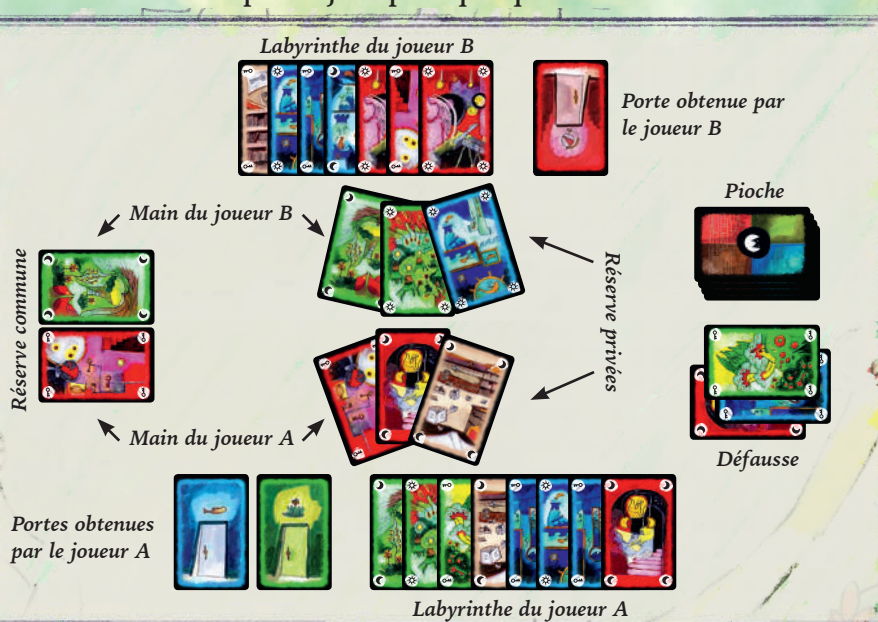 Labyrinthe du joueur B
Porte obtenue par
le joueur B
Pioche
Main du joueur B
Réserve commune
Réserve privées
Main du joueur A
Défausse
Portes obtenues
par le joueur A
Labyrinthe du joueur A